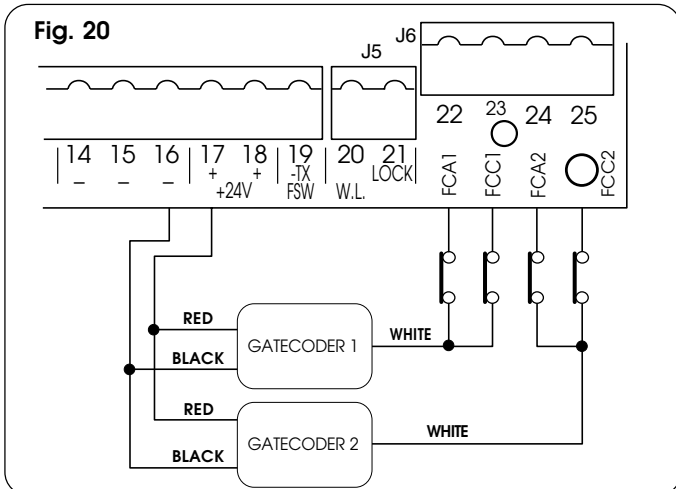 Fig. 20
J6
J5
22 23 24 25
14 15 16 17 18 19 20 21
– – – + + -TX LOCK
+24V FSW W.L.
FCA1 FCC1 FCA2 FCC2
RED
GATECODER 1
WHITE
BLACK
RED
GATECODER 2
WHITE
BLACK